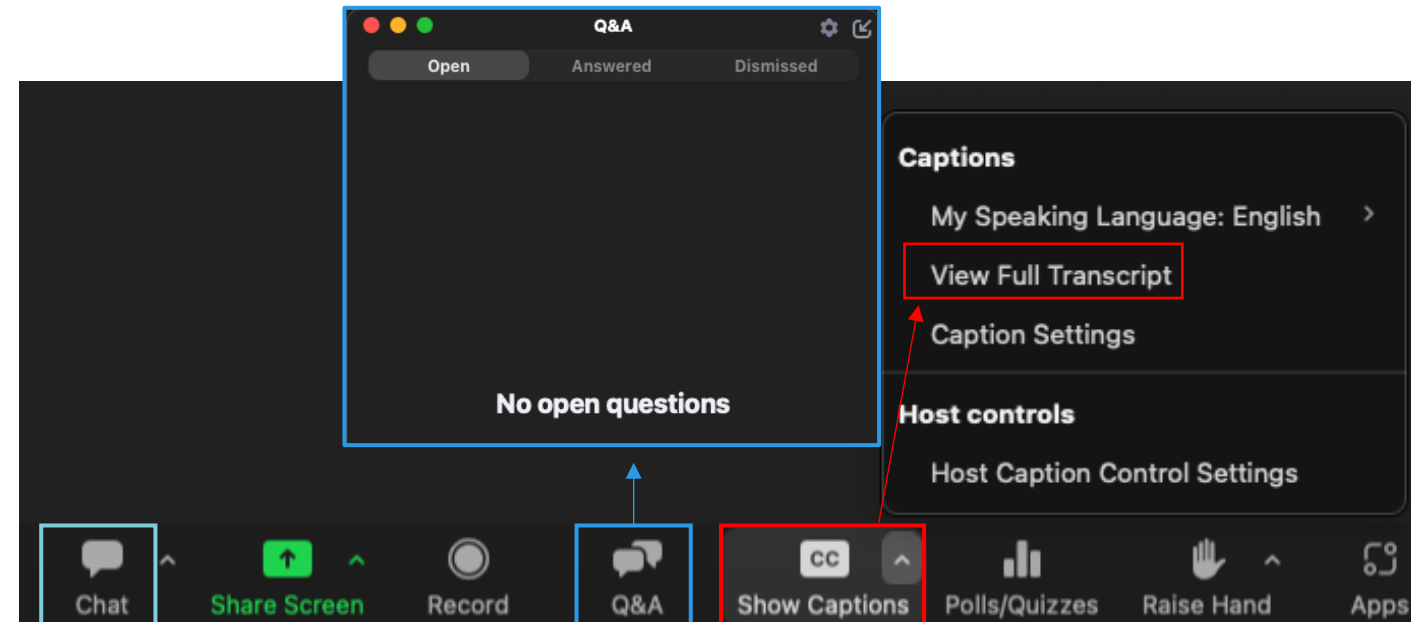 Q&A
Open Answered Dismissed
No open questions
Captions
My Speaking Language: English
View Full Transcript
Caption Settings
Host controls
Host Caption Control Settings
CC
Chat Share Screen Record Q&A Show Captions Polls/Quizzes Raise Hand Apps